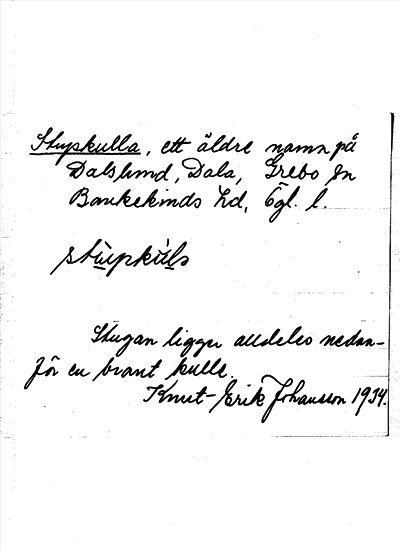 Stupkulla, ett äldre namn på
Dalslund, Dala, Grebo sn
Bankekinds hd, Ögl. l.
stùpkùls
Stugan ligger alldeles nedan-
för en brant kulle.
Knut-Erik Johansson 1934.